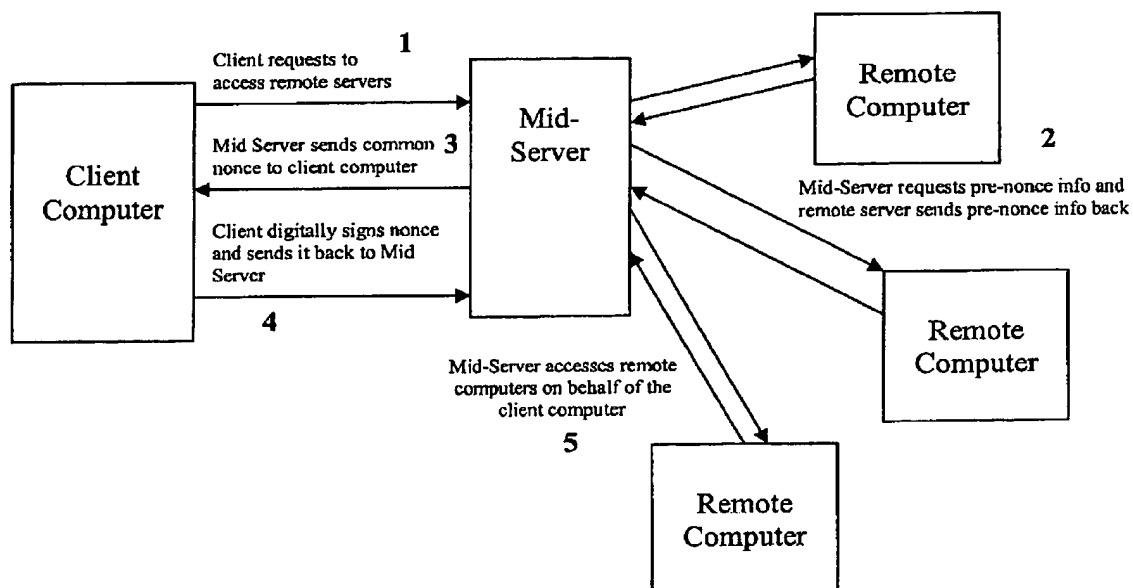 1
Client requests to
access remote servers
Client
Computer
Mid Server sends common
nonce to client computer
3
Client digitally signs nonce
and sends it back to Mid
Server
4
Mid-
Server
Remote
Computer
2
Mid-Server requests pre-nonce info and
remote server sends pre-nonce info back
Remote
Computer
Mid-Server accesses remote
computers on behalf of the
client computer
5
Remote
Computer